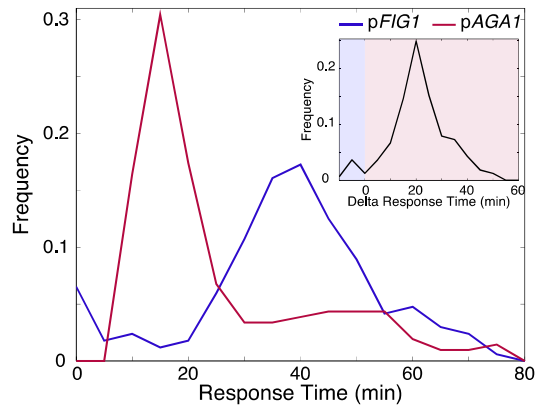 pFIG1 pAGA1
0.3
0.2
0.1
0
Frequency
0 20 40 60 80
Response Time (min)
0.2
0.1
0
Frequency
0 20 40 60
Delta Response Time (min)